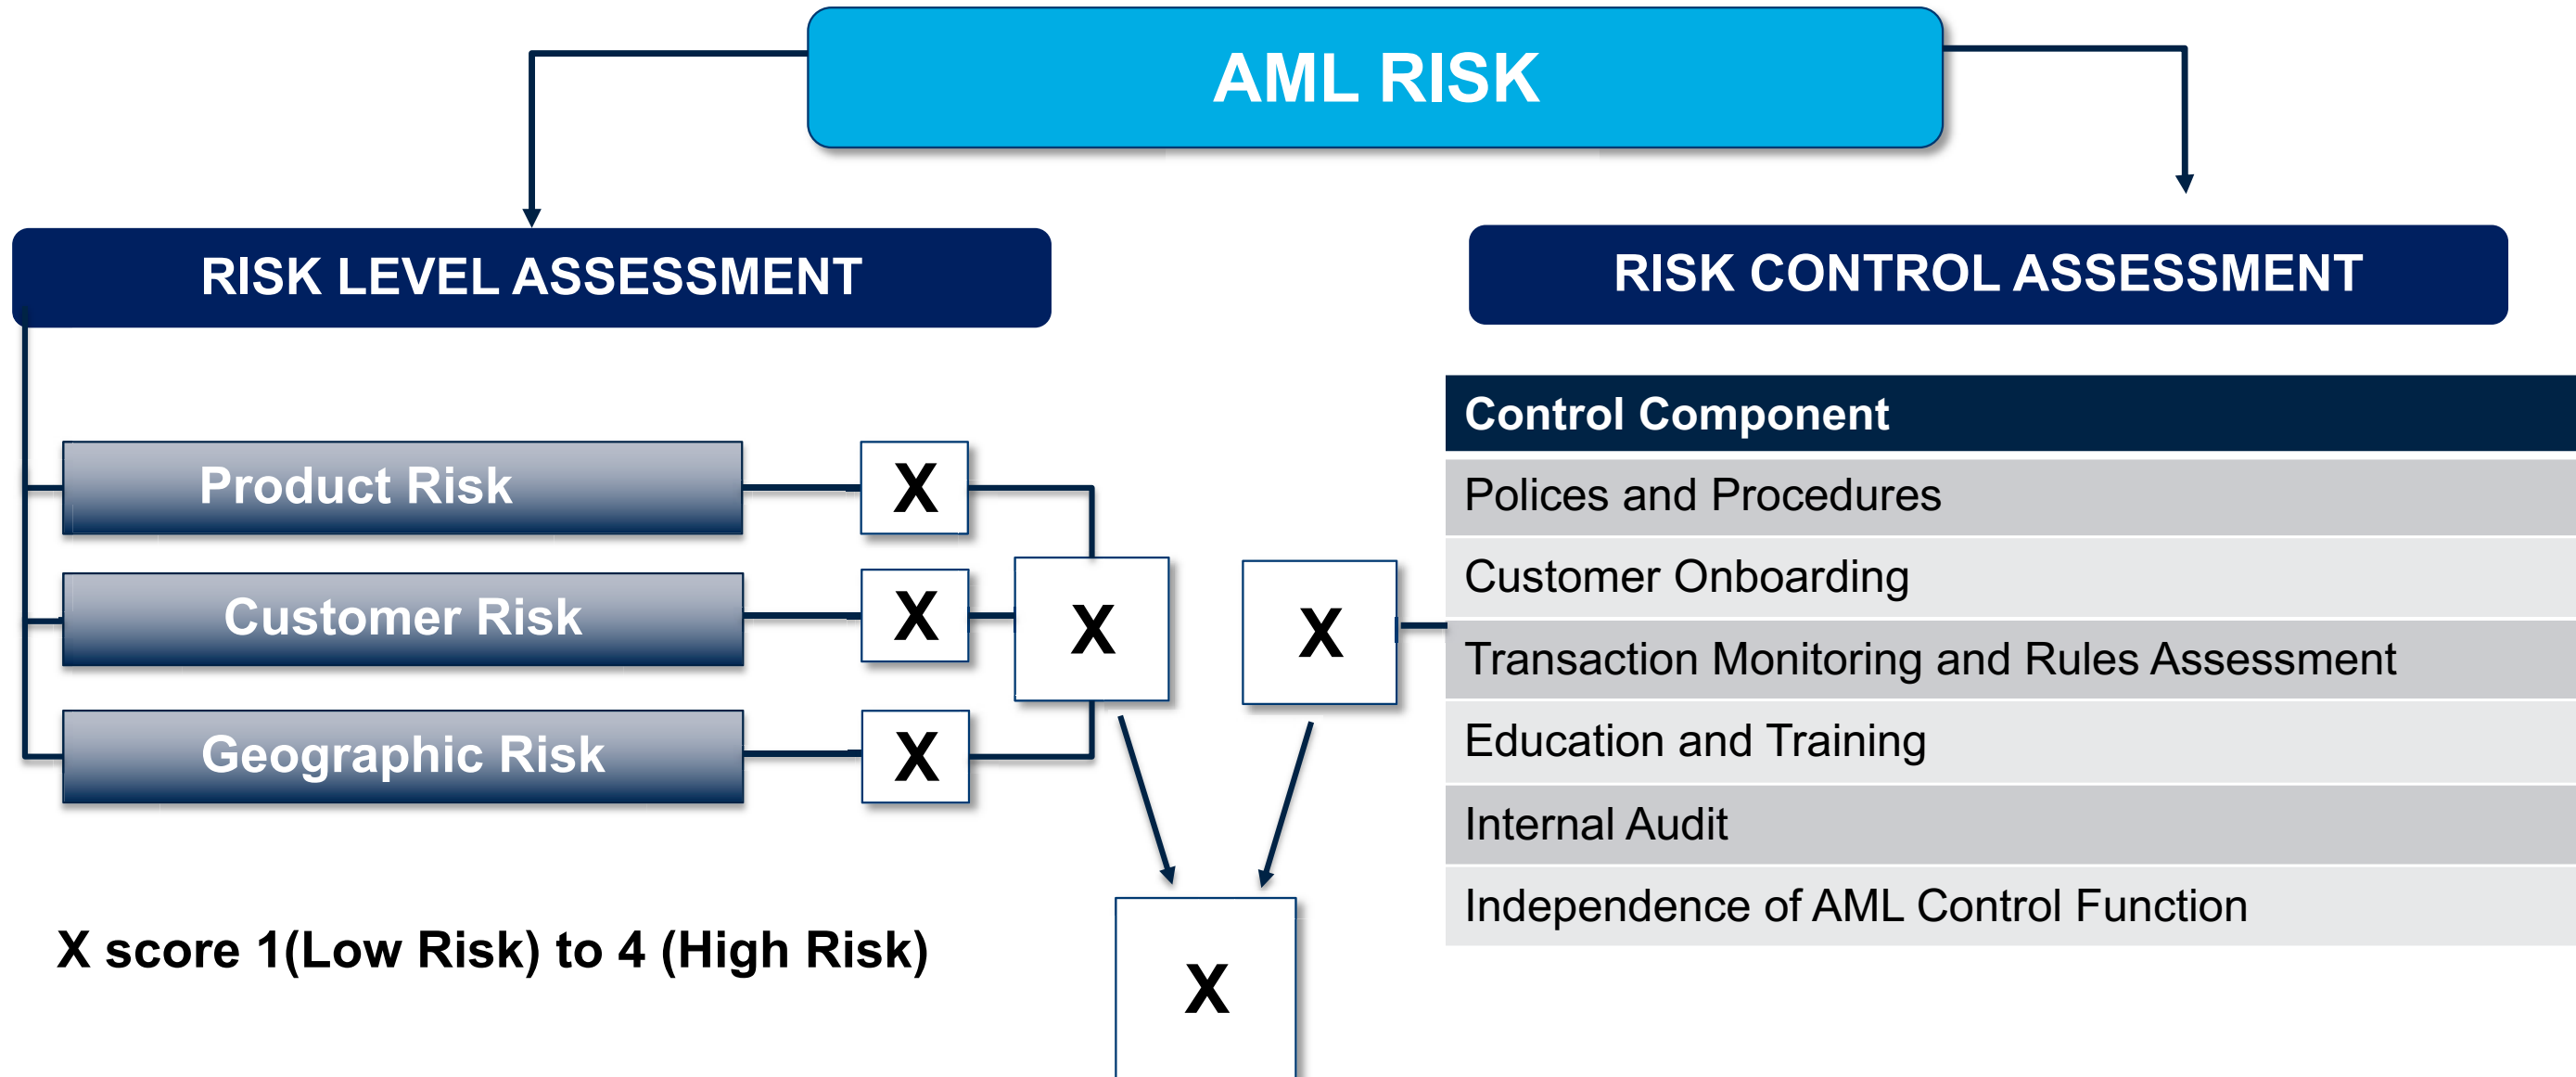 AML RISK
RISK LEVEL ASSESSMENT
RISK CONTROL ASSESSMENT
Product Risk
X
Customer Risk
X
Geographic Risk
X
X
X
X
Control Component
Polices and Procedures
Customer Onboarding
Transaction Monitoring and Rules Assessment
Education and Training
Internal Audit
Independence of AML Control Function
X score 1(Low Risk) to 4 (High Risk)